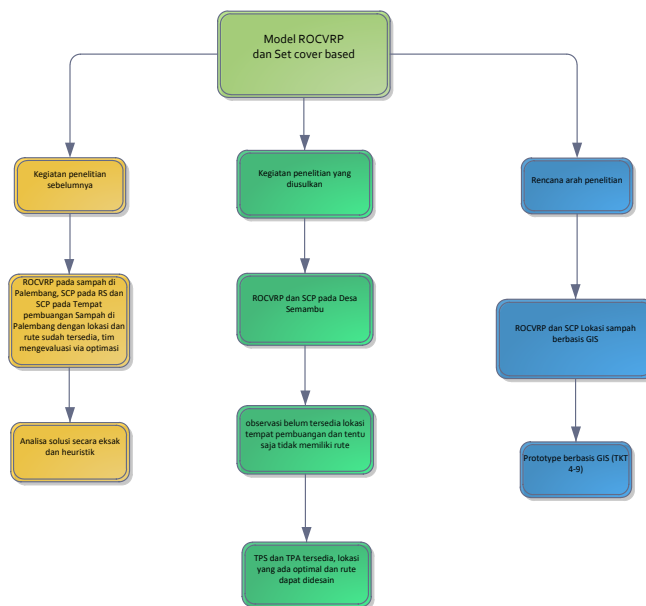 Model ROCVRP
dan Set cover based
Kegiatan penelitian
sebelumnya
Kegiatan penelitian yang
diusulkan
Rencana arah penelitian
ROCVRP pada sampah di
Palembang, SCP pada RS dan
SCP pada Tempat
pembuangan Sampah di
Palembang dengan lokasi dan
rute sudah tersedia, tim
mengevaluasi via optimasi
ROCVRP dan SCP pada Desa
Semambu
ROCVRP dan SCP Lokasi sampah
berbasis GIS
Analisa solusi secara eksak
dan heuristik
observasi belum tersedia lokasi
tempat pembuangan dan tentu
saja tidak memiliki rute
Prototype berbasis GIS (TKT
4-9)
TPS dan TPA tersedia, lokasi
yang ada optimal dan rute
dapat didesain